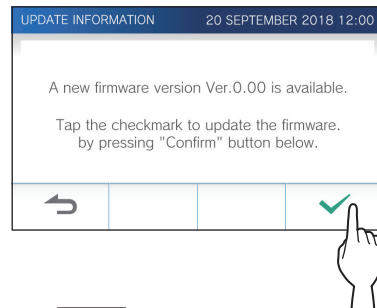 UPDATE INFORMATION 20 SEPTEMBER 2018 12:00
A new firmware version Ver.0.00 is available.
Tap the checkmark to update the firmware.
by pressing "Confirm" button below.